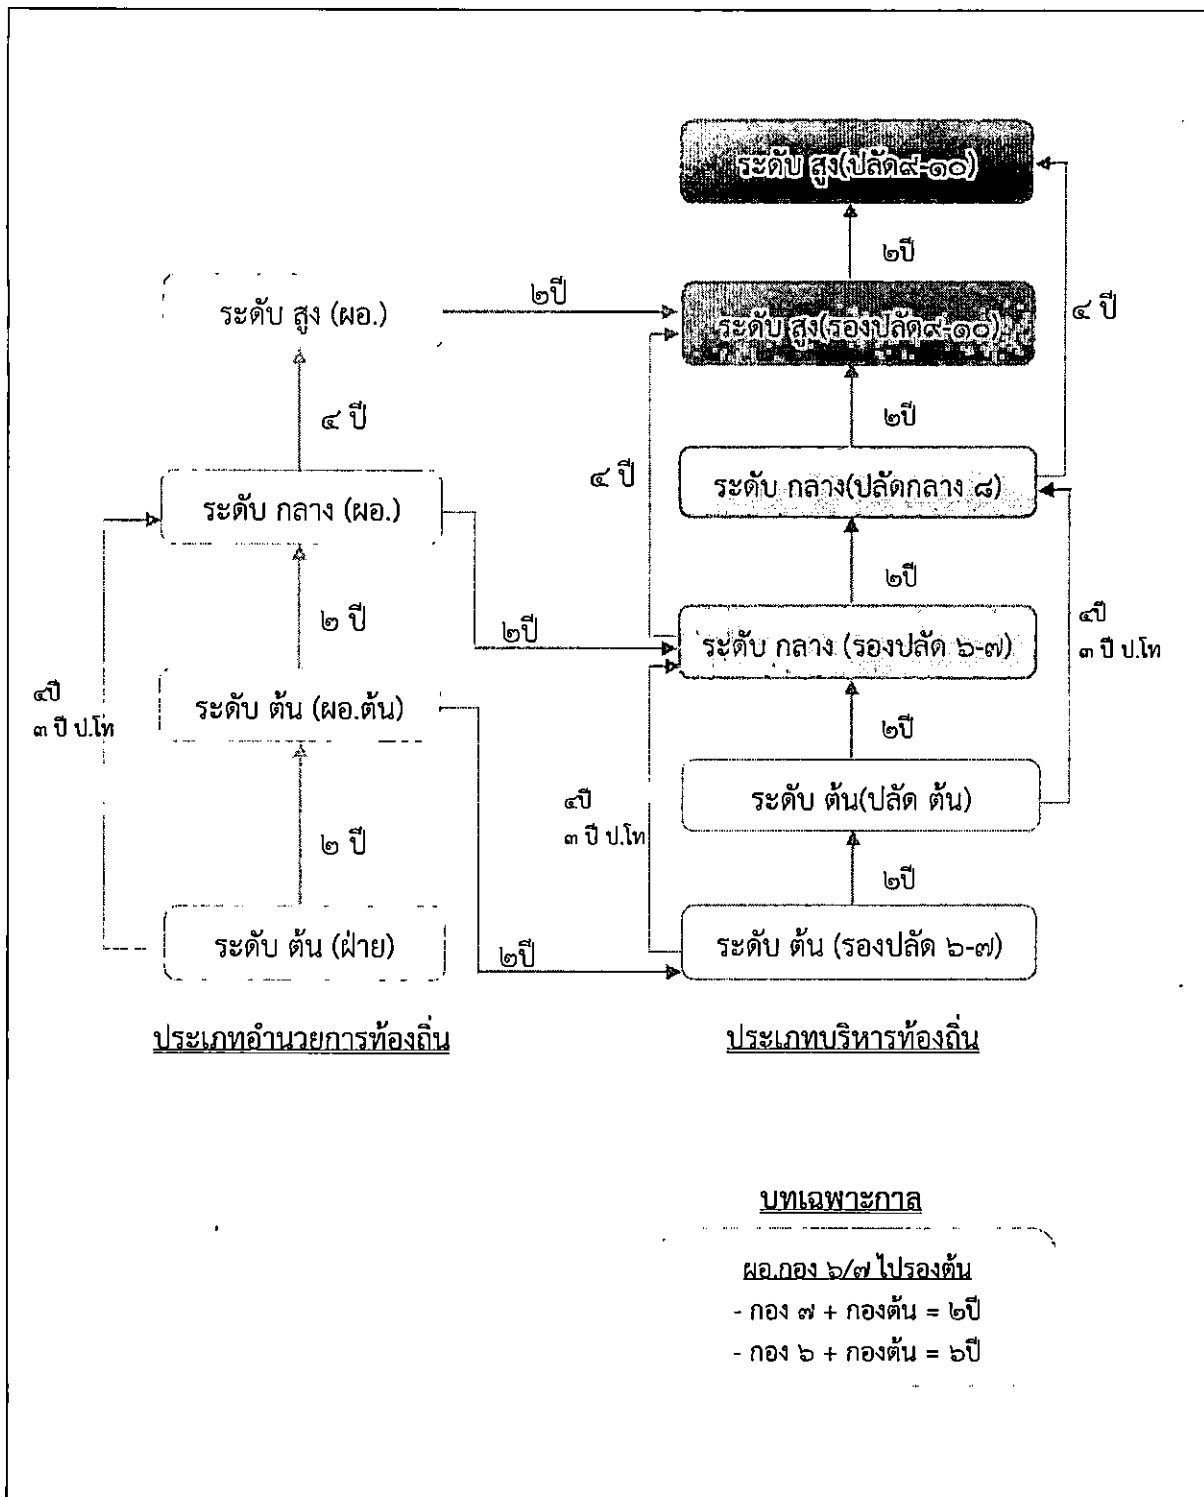 ระดับ สูง(ปลัด๙-๑๐)
๒ปี
ระดับ สูง (ผอ.)
๒ปี
ระดับ สูง(รองปลัด๙-๑๐)
๔ ปี
๔ ปี
๒ปี
ระดับ กลาง (ผอ.)
๔ ปี
ระดับ กลาง(ปลัดกลาง ๘)
๒ปี
๒ ปี
๒ปี
ระดับ กลาง (รองปลัด ๖-๗)
๔ปี
๓ ปี ป.โท
๔ปี
๓ ปี ป.โท
ระดับ ต้น (ผอ.ต้น)
๒ปี
๔ปี
๓ ปี ป.โท
ระดับ ต้น(ปลัด ต้น)
๒ ปี
๒ปี
ระดับ ต้น (ฝ่าย)
๒ปี
ระดับ ต้น (รองปลัด ๖-๗)
ประเภทอำนวยการท้องถิ่น
ประเภทบริหารท้องถิ่น
บทเฉพาะกาล
ผอ.กอง ๖/๗ ไปรองต้น
- กอง ๗ + กองต้น = ๒ปี
- กอง ๖ + กองต้น = ๖ปี